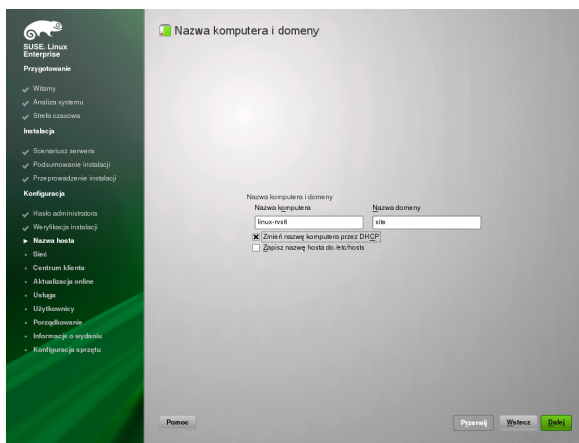 SUSE. Linux
Enterprise
Przygotowanie
Witamy
Analiza systemu
Strefa czasowa
Instalacja
Scenariusz serwera
Podsumowanie instalacji
Przeprowadzenie instalacji
Konfiguracja
Hasło administratora
Weryfikacja instalacji
Nazwa hosta
Sieć
Centrum klienta
Aktualizacja online
Usługa
Użytkownicy
Porządkowanie
Informacje o wydaniu
Konfiguracja sprzętu
Nazwa komputera i domeny
Nazwa komputera i domeny
Nazwa komputera Nazwa domeny
linux-rvs6 site
Zmień nazwę komputera przez DHCP
Zapisz nazwę hosta do /etc/hosts
Pomoc Przerwij Wstecz Dalej